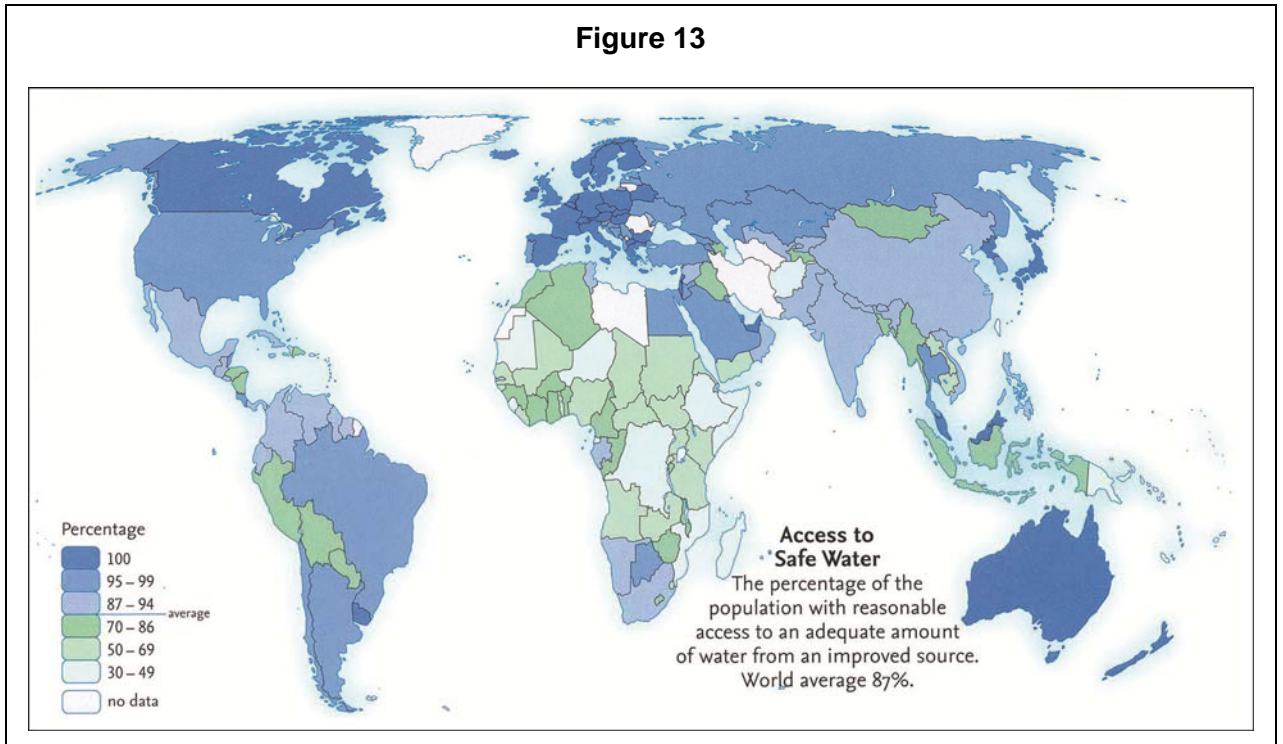 Figure 13
Percentage
100
95 – 99
87 – 94
average
70 – 86
50 – 69
30 – 49
no data
Access to
Safe Water
The percentage of the
population with reasonable
access to an adequate amount
of water from an improved source.
World average 87%.